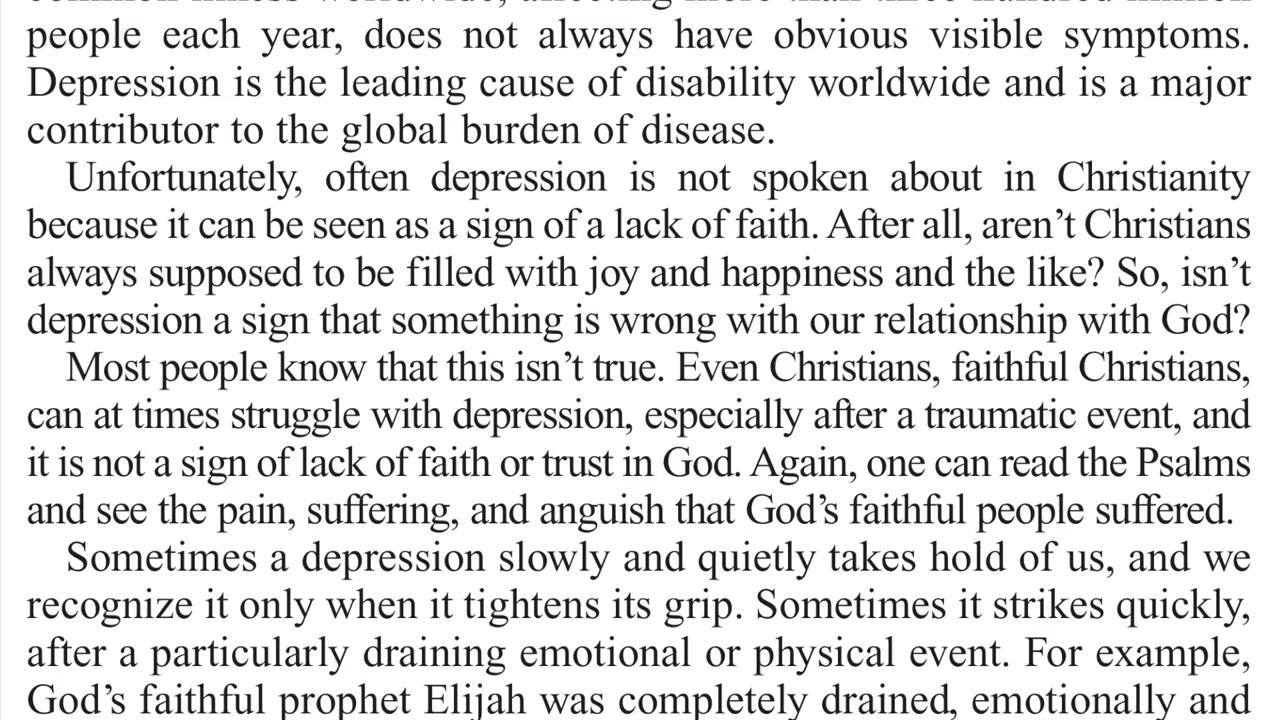 people each year, does not always have obvious visible symptoms.
Depression is the leading cause of disability worldwide and is a major
contributor to the global burden of disease.
Unfortunately, often depression is not spoken about in Christianity
because it can be seen as a sign of a lack of faith. After all, aren’t Christians
always supposed to be filled with joy and happiness and the like? So, isn’t
depression a sign that something is wrong with our relationship with God?
Most people know that this isn’t true. Even Christians, faithful Christians,
can at times struggle with depression, especially after a traumatic event, and
it is not a sign of lack of faith or trust in God. Again, one can read the Psalms
and see the pain, suffering, and anguish that God’s faithful people suffered.
Sometimes a depression slowly and quietly takes hold of us, and we
recognize it only when it tightens its grip. Sometimes it strikes quickly,
after a particularly draining emotional or physical event. For example,
God’s faithful prophet Elijah was completely drained, emotionally and